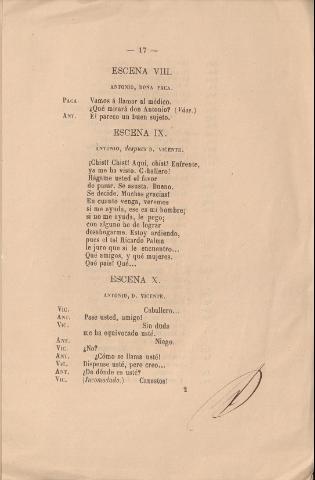 — 17 —
ESCENA VIII.
ANTONIO, DOÑA PACA.
PACA Vamos á llamar al médico.
¿Qué mirará don Antonio? (Váse.)
ANT. El parece un buen sujeto.
ESCENA IX.
ANTONIO, despues D. VICENTE.
¡Chist! Chist! Aquí, chist! Enfrente,
ya me ha visto. Caballero!
Hágame usted el favor
de pasar. Se asusta. Bueno.
Se decide. Muchas gracias!
En cuanto venga, veremos
si me ayuda, ese es mi hombre;
si no me ayuda, le pego;
con alguno he de lograr
desahogarme. Estoy ardiendo,
pues el tal Ricardo Palma
le juro que si le encuentro...
Qué amigos, y qué mujeres.
Qué país! Qué...
ESCENA X.
ANTONIO, D. VICENTE.
VIC. Caballero...
ANT. Pase usted, amigo!
VIC. Sin duda
me ha equivocado usté.
ANT. Niego.
VIC. ¿No?
ANT. ¿Cómo se llama usté?
VIC. Dispense usté, pero creo...
ANT. ¿De dónde es usté?
VIC. (Incomodado.) Canastos!
2